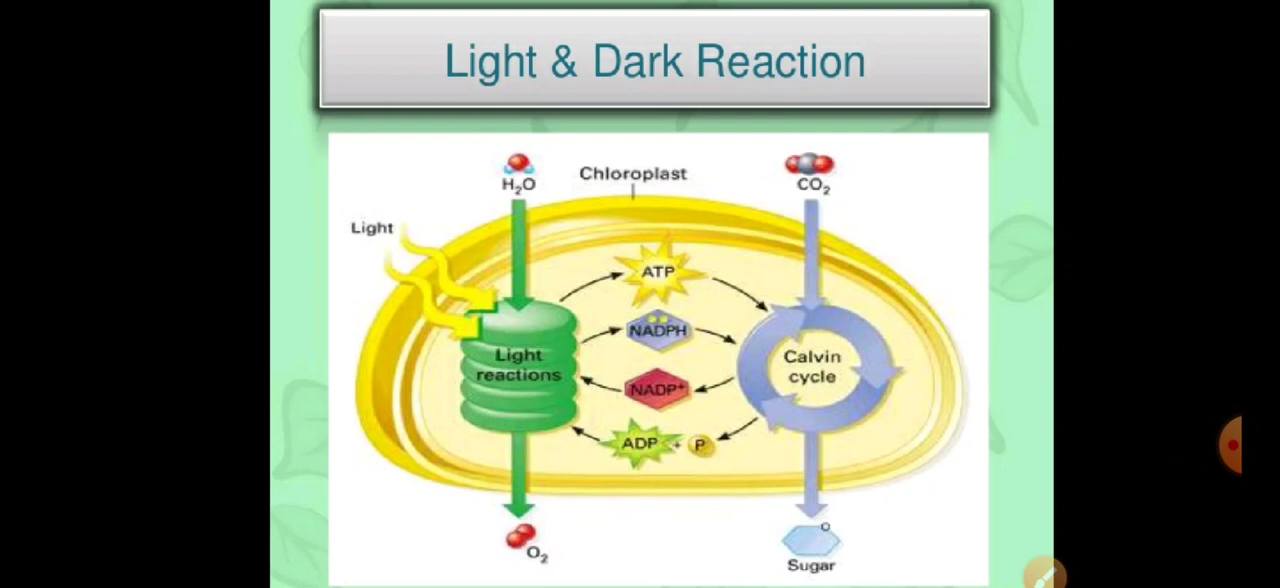 Light & Dark Reaction
H₂O
Chloroplast
CO₂
Light
ATP
NADPH
Light
reactions
Calvin
cycle
NADP⁺
ADP + P
O₂
O
Sugar